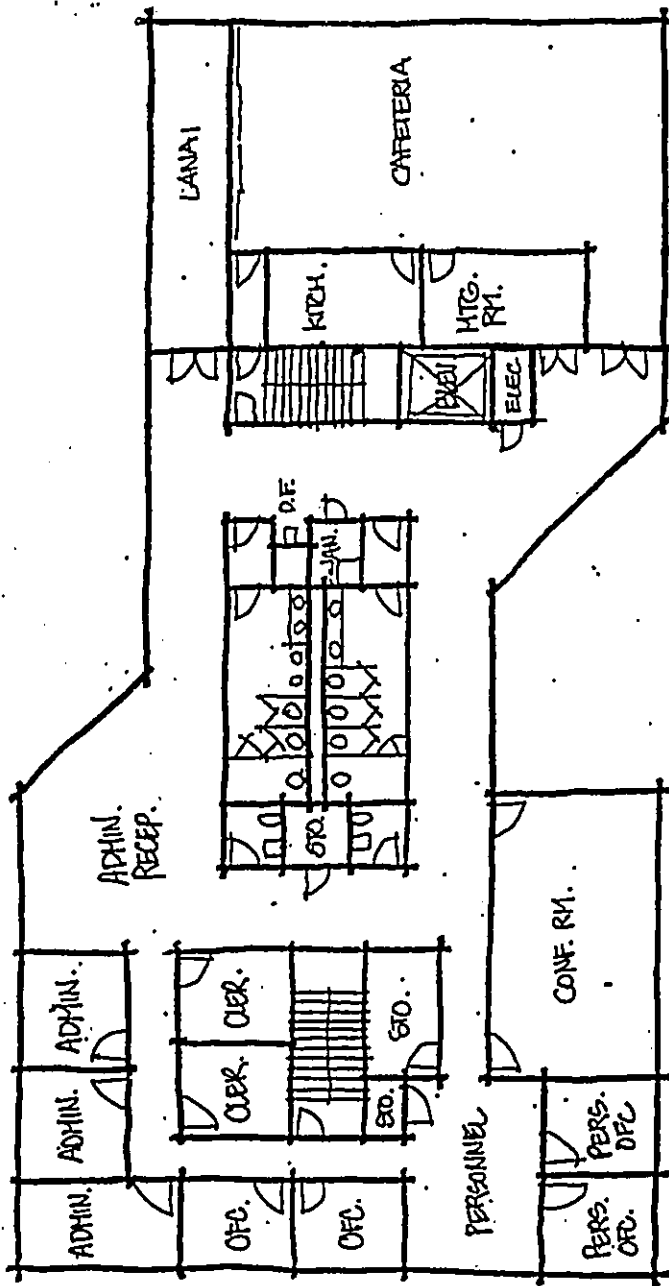 LANAI
CAFETERIA
KITCH.
MTG.
RM.
ELEV
ELEC
D.F.
JAN.
STO.
ADMIN.
RECEP.
ADMIN.
ADMIN.
ADMIN.
CLER.
CLER.
STO.
STO.
OFC.
OFC.
CONF. RM.
PERSONNEL
PERS.
OFC
PERS.
OFC.